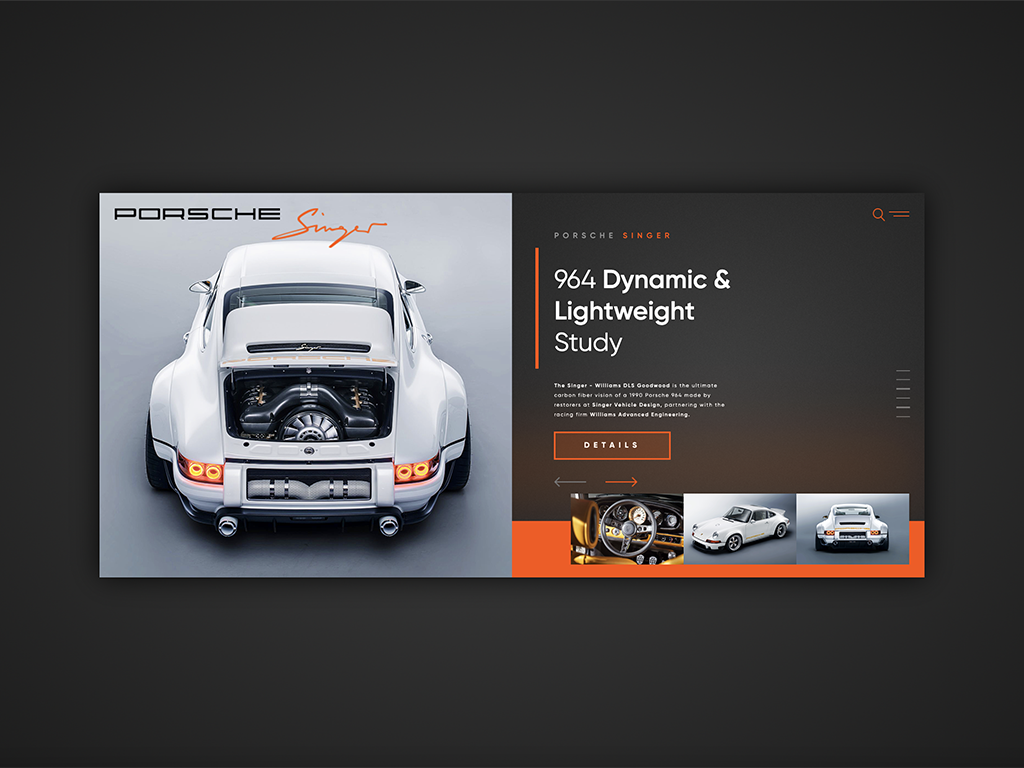 PORSCHE Singer
PORSCHE SINGER
964 Dynamic &
Lightweight
Study
The Singer - Williams DLS Goodwood is the ultimate
carbon fiber vision of a 1990 Porsche 964 made by
restorers at Singer Vehicle Design, partnering with the
racing firm Williams Advanced Engineering.
DETAILS
Singer
PORSCHE